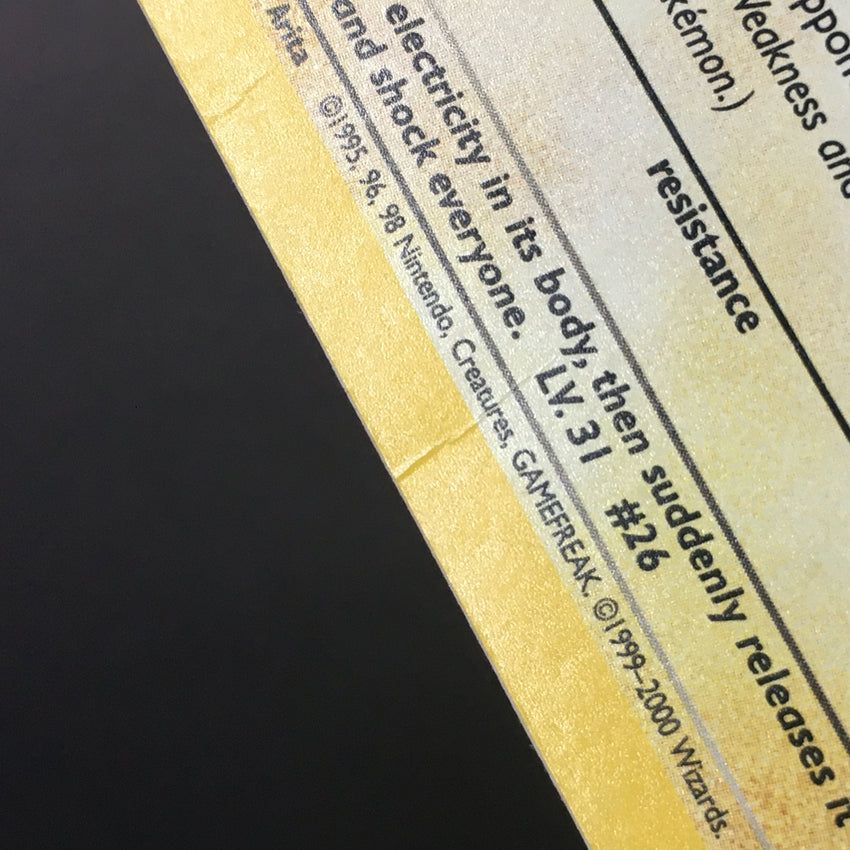 eakness and
kémon.)
resistance
electricity in its body, then suddenly releases it
and shock everyone. LV. 31 #26
Arita ©1995, 96, 98 Nintendo, Creatures, GAMEFREAK. ©1999–2000 Wizards.